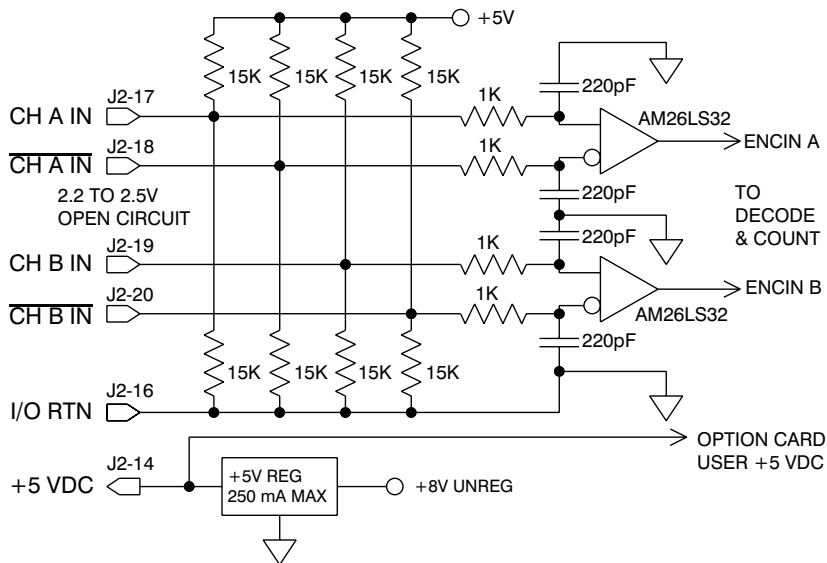 +5V
15K
15K
15K
15K
220pF
J2-17
1K
AM26LS32
CH A IN
ENCIN A
J2-18
1K
CH A IN
2.2 TO 2.5V
OPEN CIRCUIT
220pF
TO
DECODE
& COUNT
J2-19
1K
220pF
CH B IN
J2-20
1K
ENCIN B
CH B IN
AM26LS32
220pF
15K
15K
15K
15K
J2-16
I/O RTN
OPTION CARD
USER +5 VDC
J2-14
+5 VDC
+5V REG
250 mA MAX
+8V UNREG